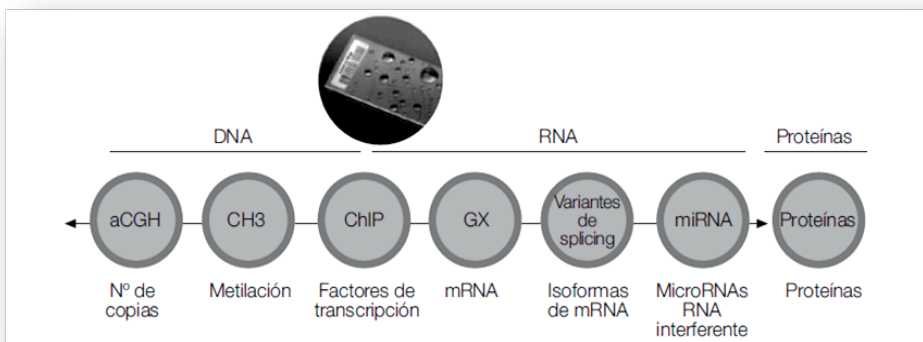 DNA
RNA
Proteínas
aCGH
CH3
ChIP
GX
Variantes
de
splicing
miRNA
Proteínas
Nº de
copias
Metilación
Factores de
transcripción
mRNA
Isoformas
de mRNA
MicroRNAs
RNA
interferente
Proteínas